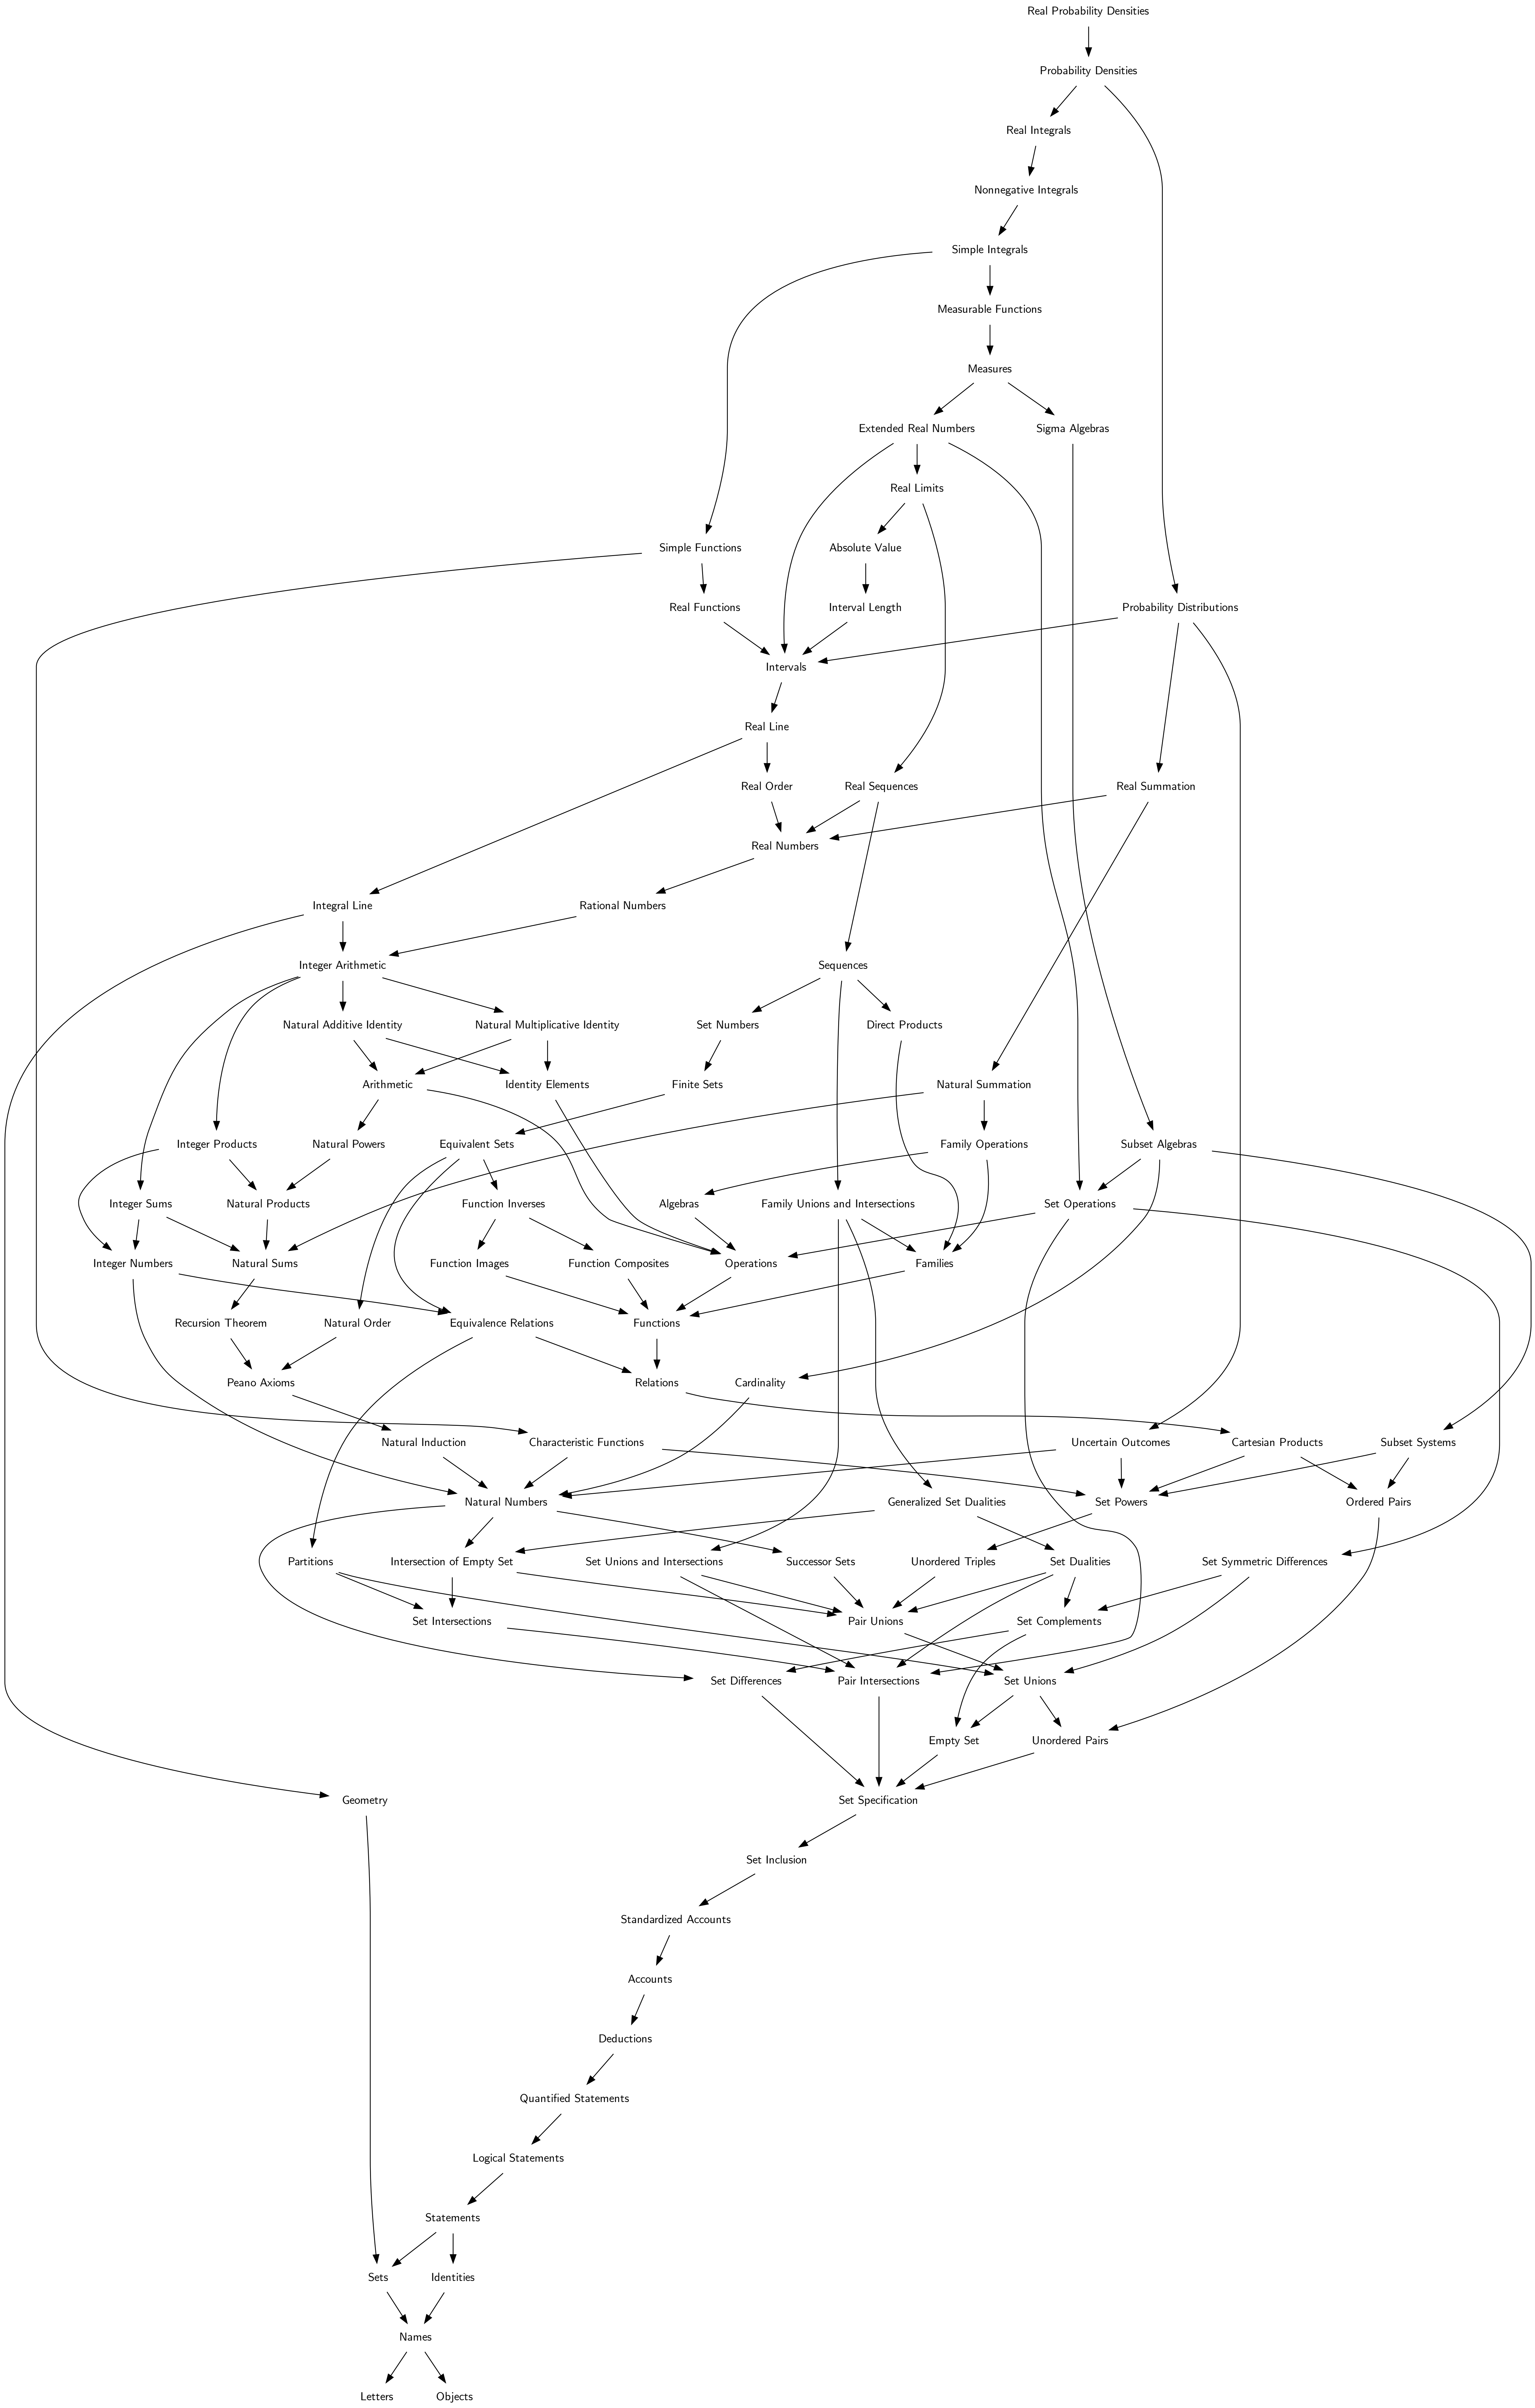 Real Probability Densities
Probability Densities
Real Integrals
Nonnegative Integrals
Simple Integrals
Measurable Functions
Measures
Extended Real Numbers
Sigma Algebras
Real Limits
Simple Functions
Absolute Value
Real Functions
Interval Length
Probability Distributions
Intervals
Real Line
Real Order
Real Sequences
Real Summation
Real Numbers
Integral Line
Rational Numbers
Integer Arithmetic
Sequences
Natural Additive Identity
Natural Multiplicative Identity
Set Numbers
Direct Products
Arithmetic
Identity Elements
Finite Sets
Natural Summation
Integer Products
Natural Powers
Equivalent Sets
Family Operations
Subset Algebras
Integer Sums
Natural Products
Function Inverses
Algebras
Family Unions and Intersections
Set Operations
Integer Numbers
Natural Sums
Function Images
Function Composites
Operations
Families
Recursion Theorem
Natural Order
Equivalence Relations
Functions
Peano Axioms
Relations
Cardinality
Natural Induction
Characteristic Functions
Uncertain Outcomes
Cartesian Products
Subset Systems
Natural Numbers
Generalized Set Dualities
Set Powers
Ordered Pairs
Partitions
Intersection of Empty Set
Set Unions and Intersections
Successor Sets
Unordered Triples
Set Dualities
Set Symmetric Differences
Set Intersections
Pair Unions
Set Complements
Set Differences
Pair Intersections
Set Unions
Empty Set
Unordered Pairs
Geometry
Set Specification
Set Inclusion
Standardized Accounts
Accounts
Deductions
Quantified Statements
Logical Statements
Statements
Sets
Identities
Names
Letters
Objects